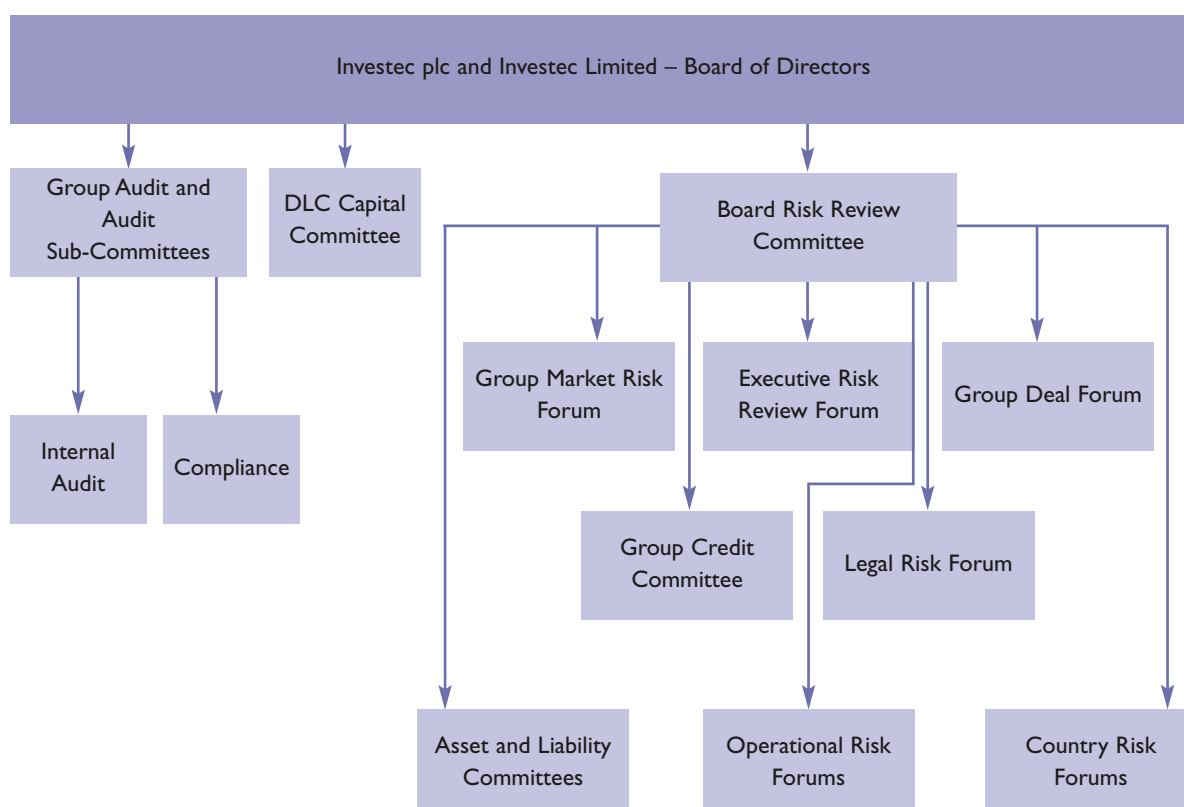 Investec plc and Investec Limited – Board of Directors
Group Audit and
Audit
Sub-Committees
DLC Capital
Committee
Board Risk Review
Committee
Group Market Risk
Forum
Executive Risk
Review Forum
Group Deal Forum
Internal
Audit
Compliance
Group Credit
Committee
Legal Risk Forum
Asset and Liability
Committees
Operational Risk
Forums
Country Risk
Forums